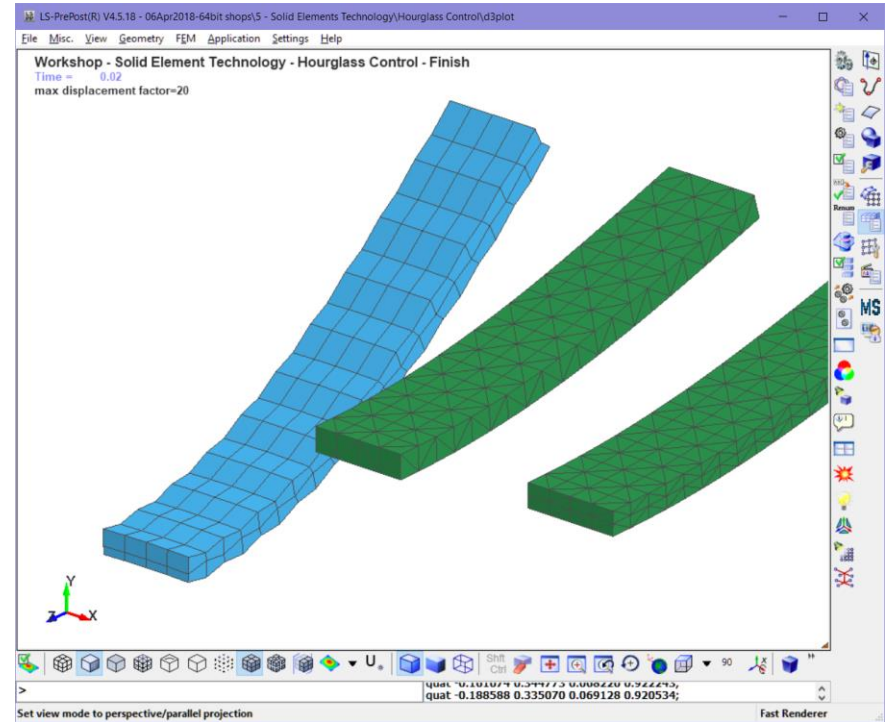 LS-PrePost(R) V4.5.18 - 06Apr2018-64bit shops\5 - Solid Elements Technology\Hourglass Control\d3plot
File Misc. View Geometry FEM Application Settings Help
Workshop - Solid Element Technology - Hourglass Control - Finish
Time = 0.02
max displacement factor=20
Renum
MS
Y
Z X
U.
Shft
Ctrl
90
>
quat -0.188588 0.335070 0.069128 0.920534;
Set view mode to perspective/parallel projection
Fast Renderer